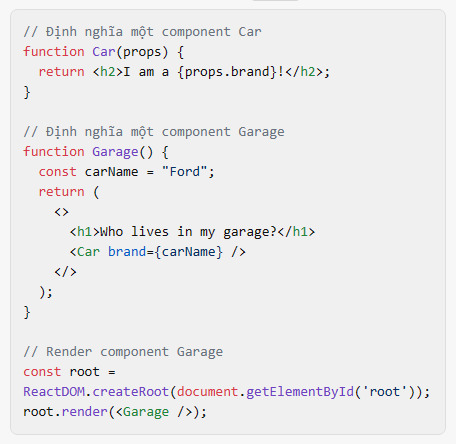 // Định nghĩa một component Car
function Car(props) {
  return <h2>I am a {props.brand}!</h2>;
}

// Định nghĩa một component Garage
function Garage() {
  const carName = "Ford";
  return (
    <>
      <h1>Who lives in my garage?</h1>
      <Car brand={carName} />
    </>
  );
}

// Render component Garage
const root =
ReactDOM.createRoot(document.getElementById('root'));
root.render(<Garage />);